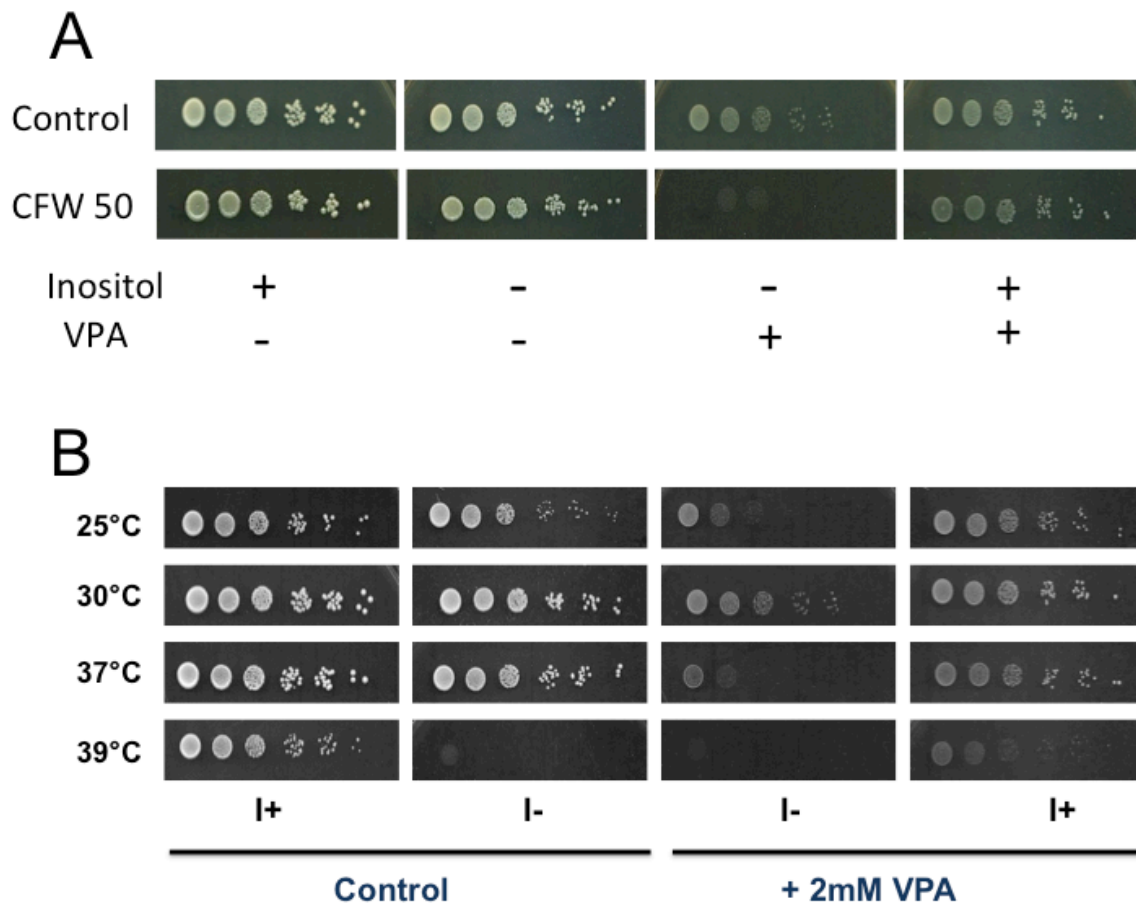 A
Control
CFW 50
Inositol + - - +
VPA - - + +
B
25°C
30°C
37°C
39°C
I+ I- I- I+
Control + 2mM VPA